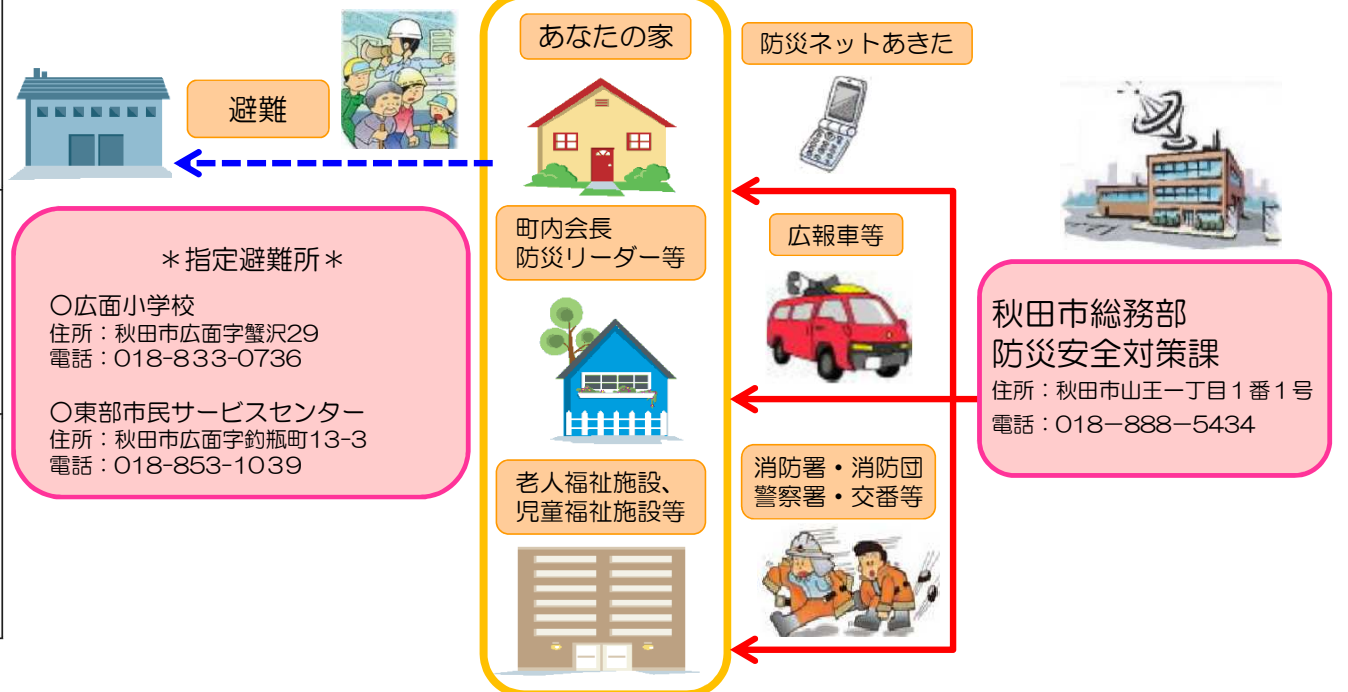 避難
＊指定避難所＊
〇広面小学校
住所：秋田市広面字蟹沢29
電話：018-833-0736
〇東部市民サービスセンター
住所：秋田市広面字釣瓶町13-3
電話：018-853-1039
あなたの家
町内会長
防災リーダー等
老人福祉施設、
児童福祉施設等
防災ネットあきた
広報車等
消防署・消防団
警察署・交番等
秋田市総務部
防災安全対策課
住所：秋田市山王一丁目１番１号
電話：018－888－5434